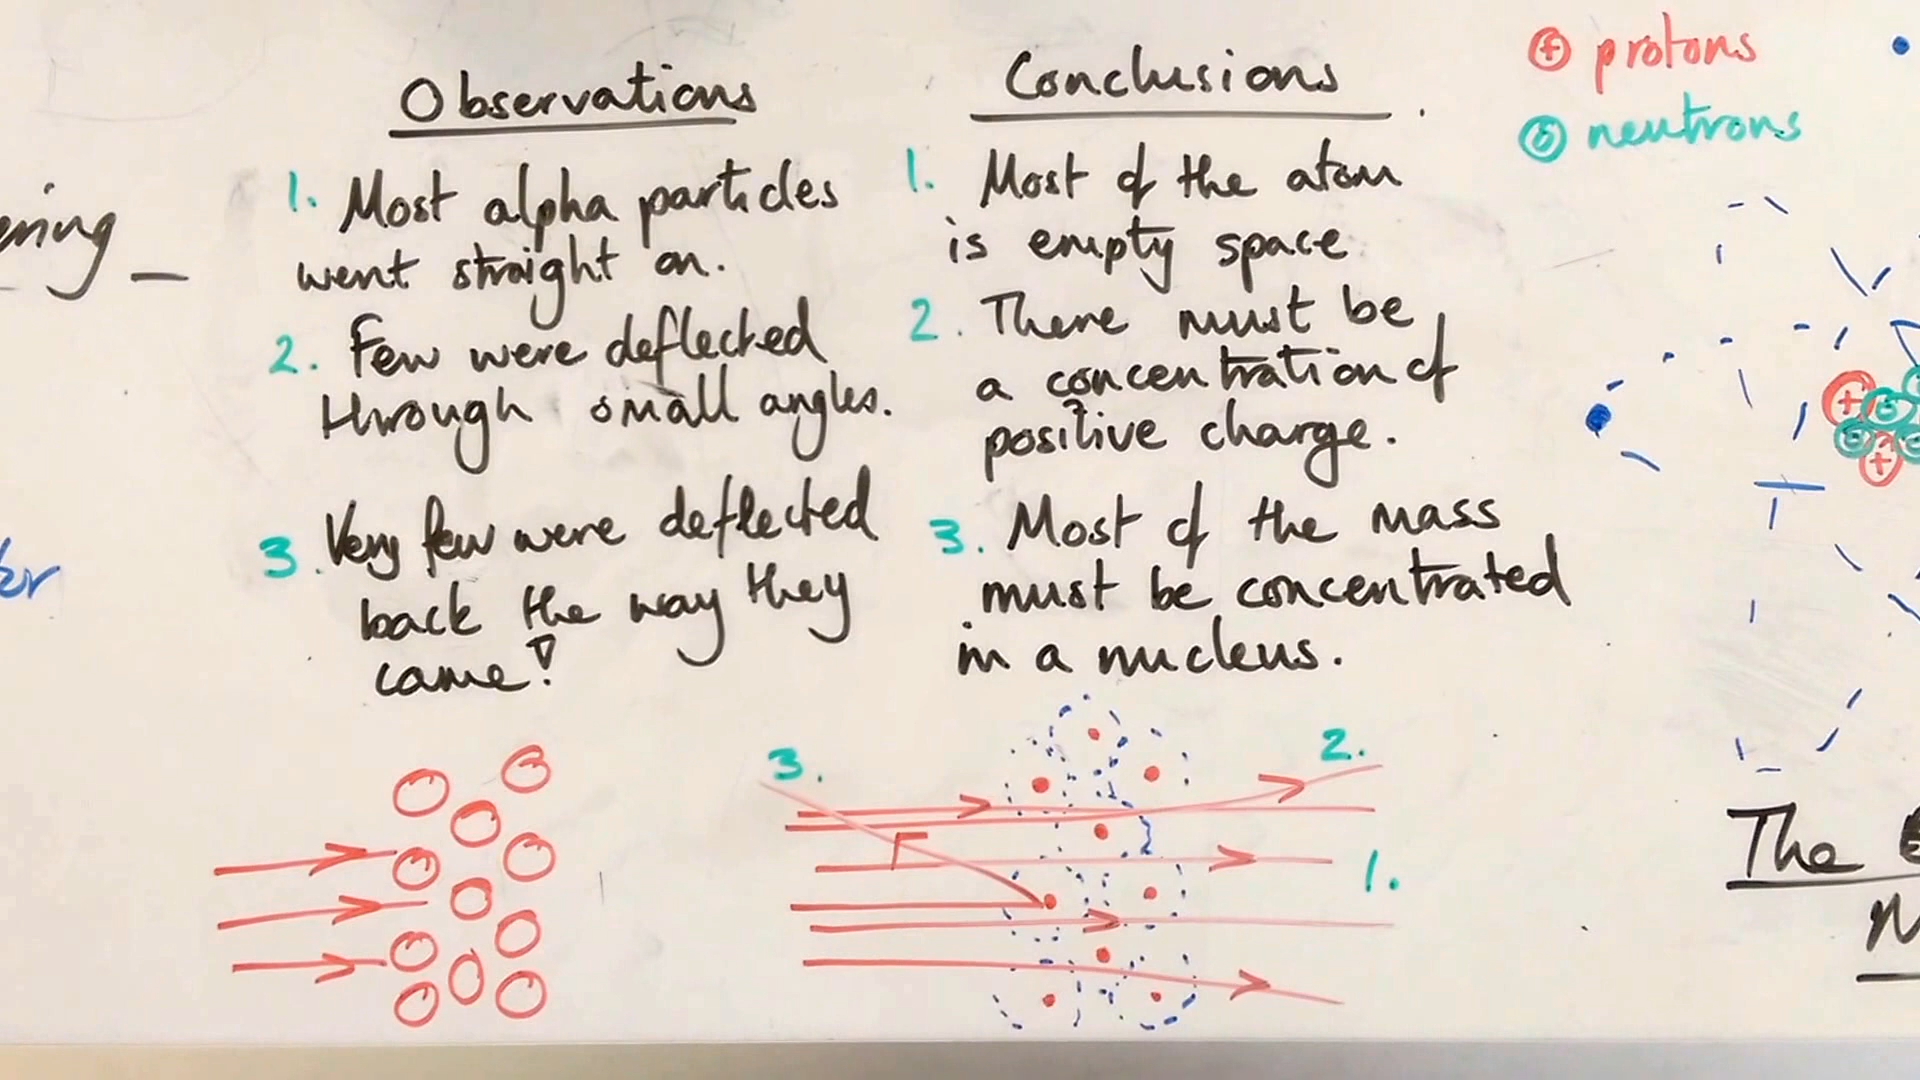 Observations
1. Most alpha particles
went straight on.
2. Few were deflected
through small angles.
3. Very few were deflected
back the way they
came!
Conclusions
1. Most of the atom
is empty space
2. There must be
a concentration of
positive charge.
3. Most of the mass
must be concentrated
in a nucleus.
+ protons
neutrons
3.
2.
1.
+
+
The